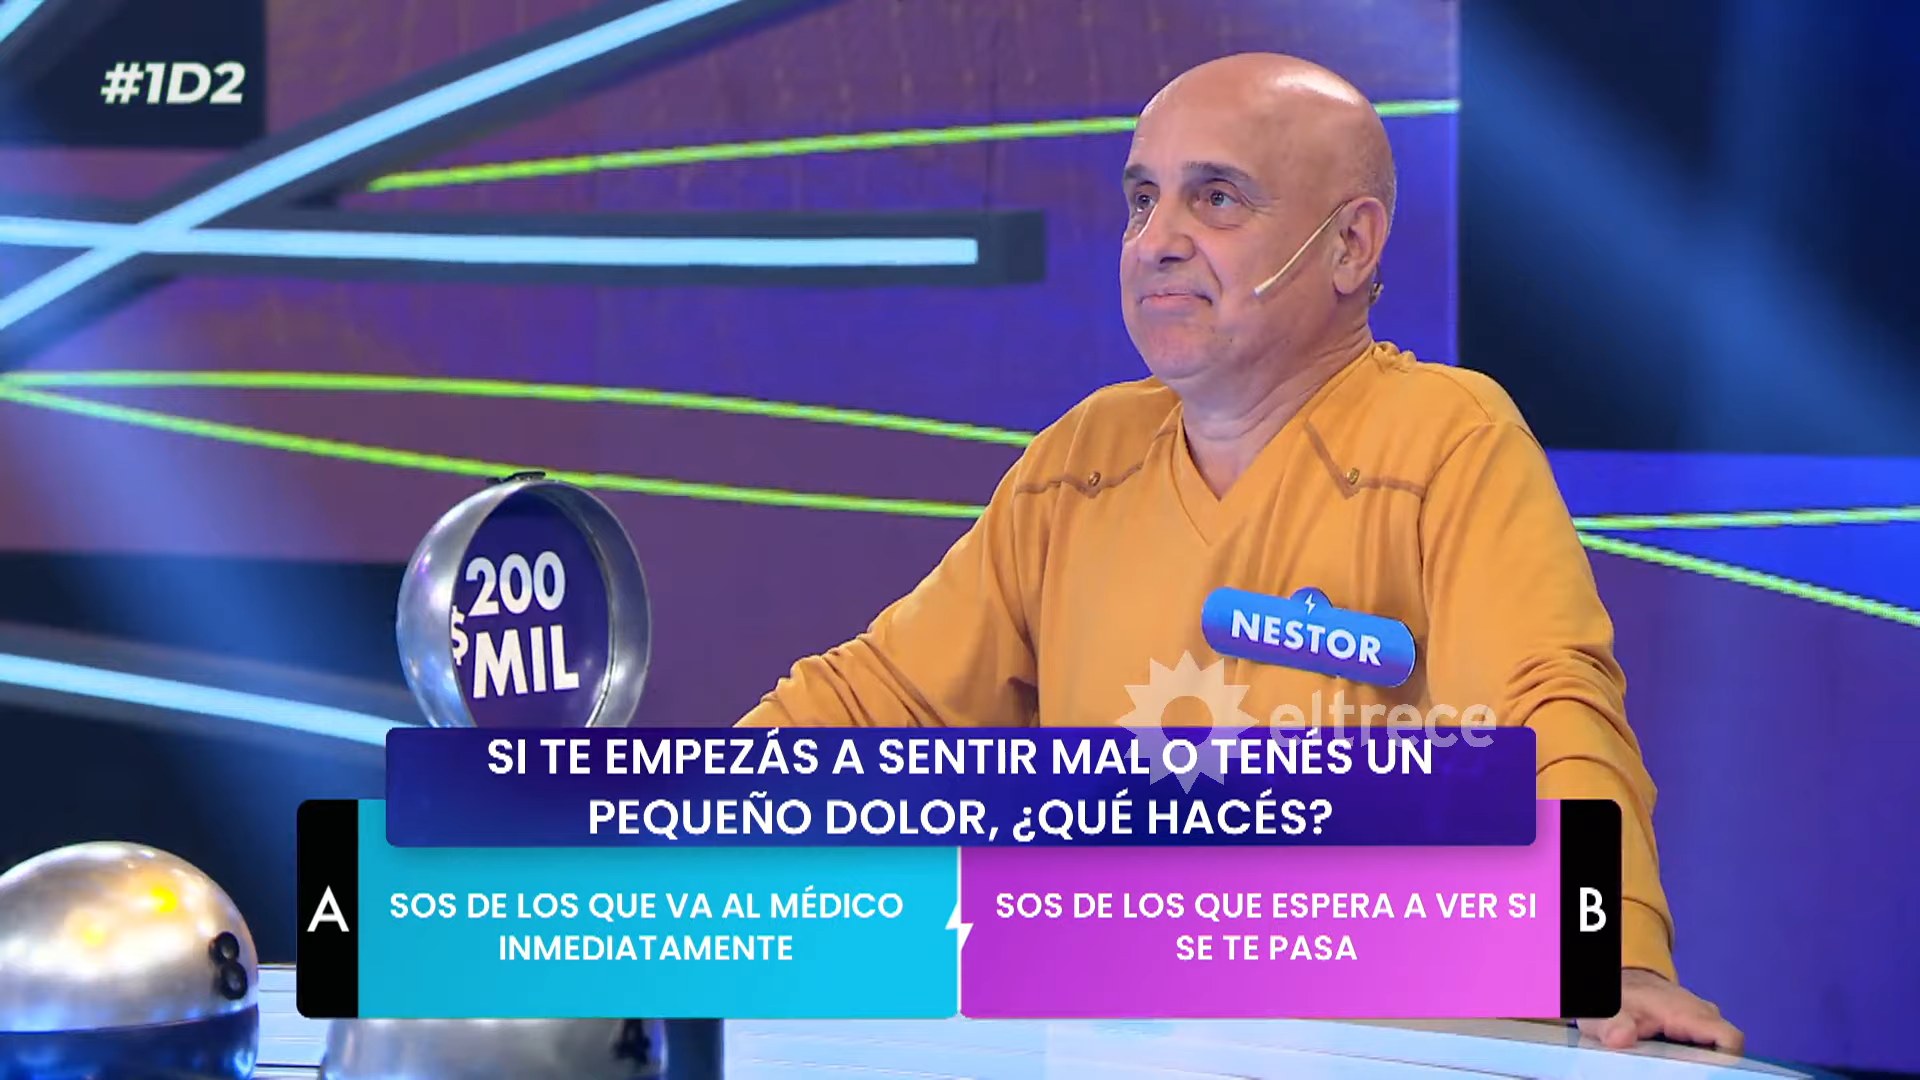 #1D2
200
$MIL
NESTOR
eltrece
SI TE EMPEZÁS A SENTIR MAL O TENÉS UN
PEQUEÑO DOLOR, ¿QUÉ HACÉS?
A
SOS DE LOS QUE VA AL MÉDICO
INMEDIATAMENTE
SOS DE LOS QUE ESPERA A VER SI
SE TE PASA
B
8
4